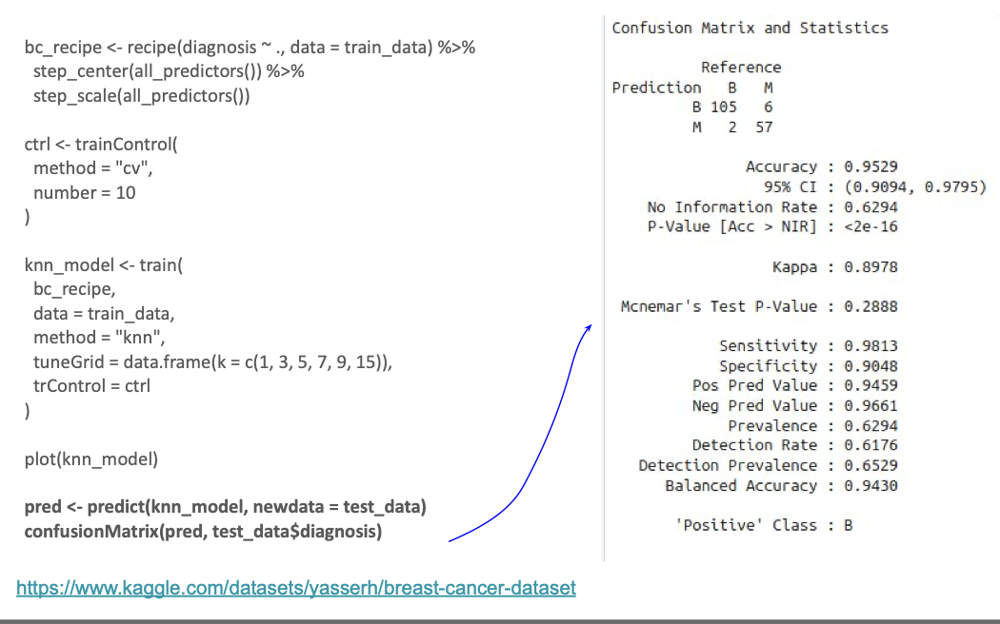 bc_recipe <- recipe(diagnosis ~ ., data = train_data) %>%
step_center(all_predictors()) %>%
step_scale(all_predictors())
ctrl <- trainControl(
method = "cv",
number = 10
)
knn_model <- train(
bc_recipe,
data = train_data,
method = "knn",
tuneGrid = data.frame(k = c(1, 3, 5, 7, 9, 15)),
trControl = ctrl
)
plot(knn_model)
pred <- predict(knn_model, newdata = test_data)
confusionMatrix(pred, test_data$diagnosis)
https://www.kaggle.com/datasets/yasserh/breast-cancer-dataset
Confusion Matrix and Statistics
Reference
Prediction B M
B 105 6
M 2 57
Accuracy : 0.9529
95% CI : (0.9094, 0.9795)
No Information Rate : 0.6294
P-Value [Acc > NIR] : <2e-16
Kappa : 0.8978
Mcnemar's Test P-Value : 0.2888
Sensitivity : 0.9813
Specificity : 0.9048
Pos Pred Value : 0.9459
Neg Pred Value : 0.9661
Prevalence : 0.6294
Detection Rate : 0.6176
Detection Prevalence : 0.6529
Balanced Accuracy : 0.9430
'Positive' Class : B